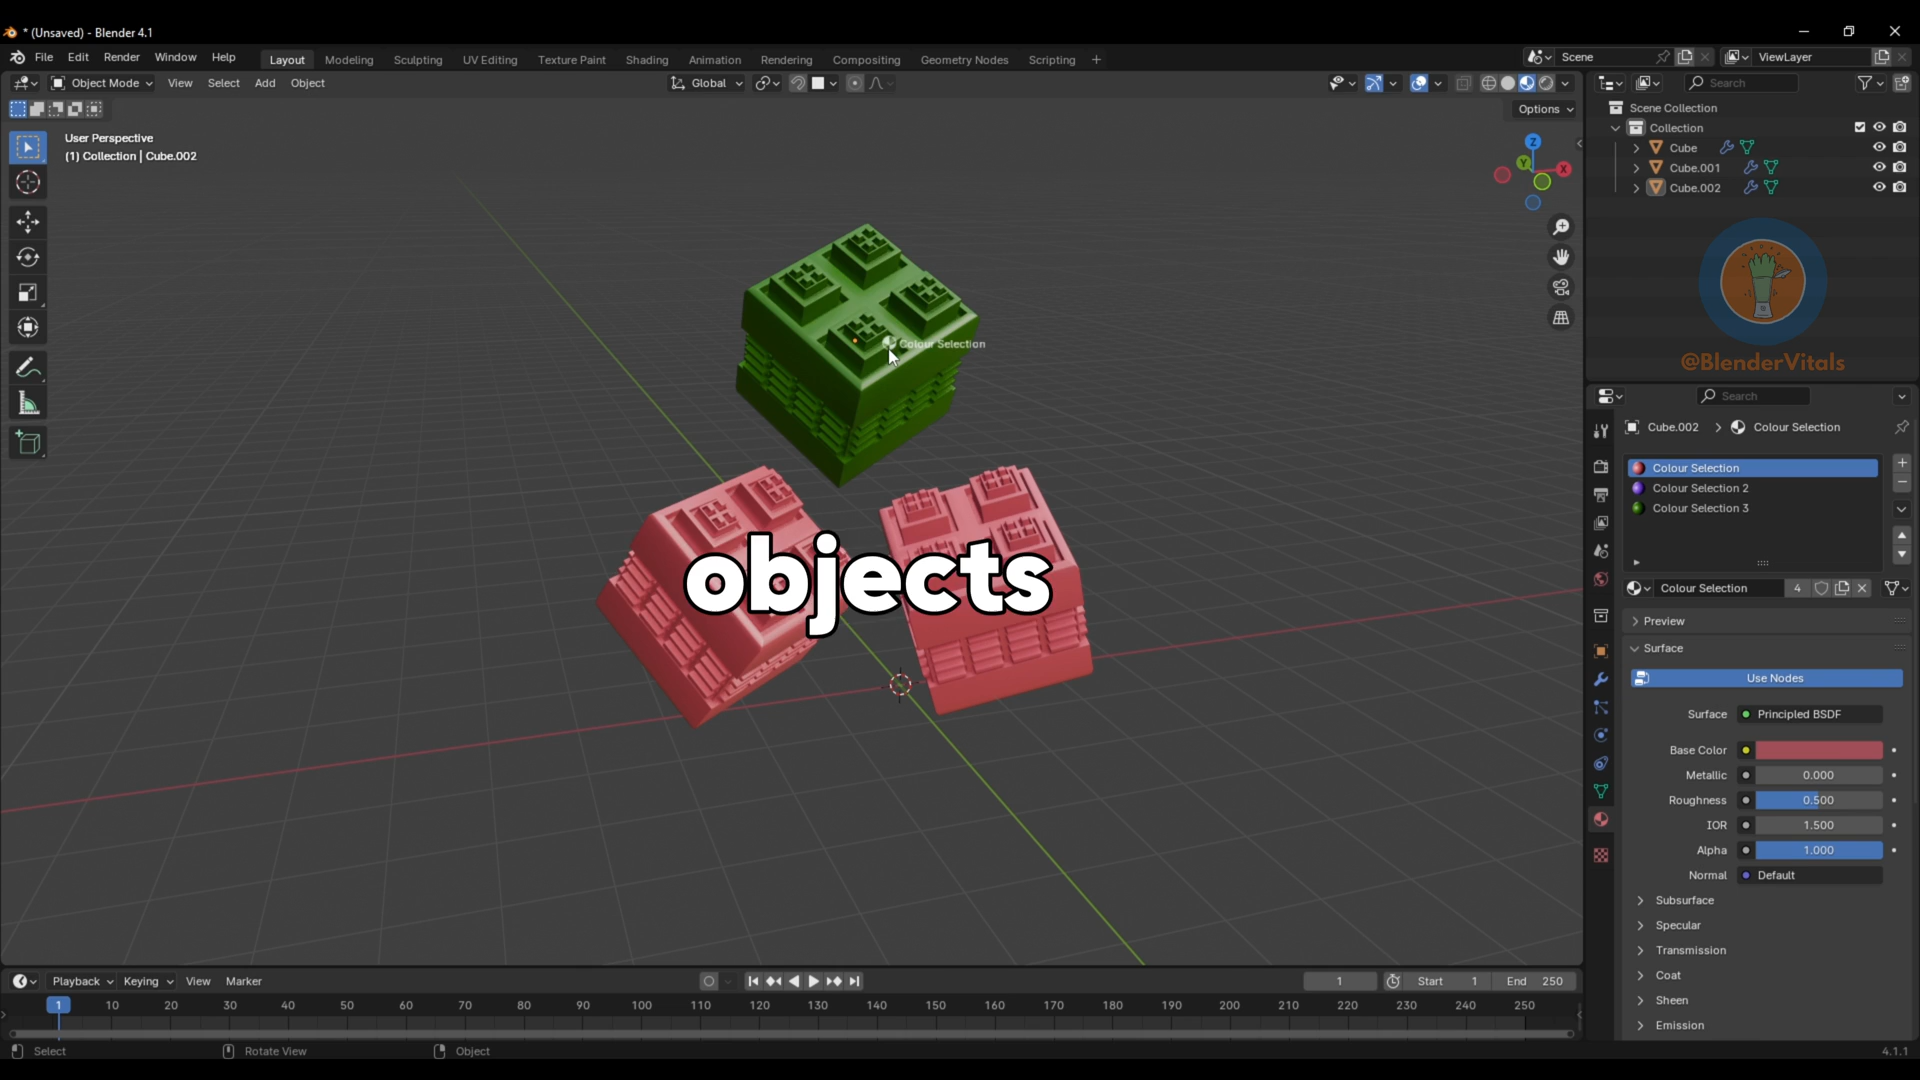 * (Unsaved) - Blender 4.1
File Edit Render Window Help
Layout Modeling Sculpting UV Editing Texture Paint Shading Animation Rendering Compositing Geometry Nodes Scripting +
Scene
ViewLayer
Object Mode View Select Add Object
Global
Search
Options
Scene Collection
Collection
Cube
Cube.001
Cube.002
User Perspective
(1) Collection | Cube.002
Z
Y
X
Colour Selection
@BlenderVitals
Search
Cube.002 > Colour Selection
Colour Selection
Colour Selection 2
Colour Selection 3
objects
Colour Selection 4
Preview
Surface
Use Nodes
Surface Principled BSDF
Base Color
Metallic 0.000
Roughness 0.500
IOR 1.500
Alpha 1.000
Normal Default
Subsurface
Specular
Transmission
Coat
Sheen
Emission
Playback Keying View Marker
1 Start 1 End 250
1 10 20 30 40 50 60 70 80 90 100 110 120 130 140 150 160 170 180 190 200 210 220 230 240 250
Select Rotate View Object
4.1.1